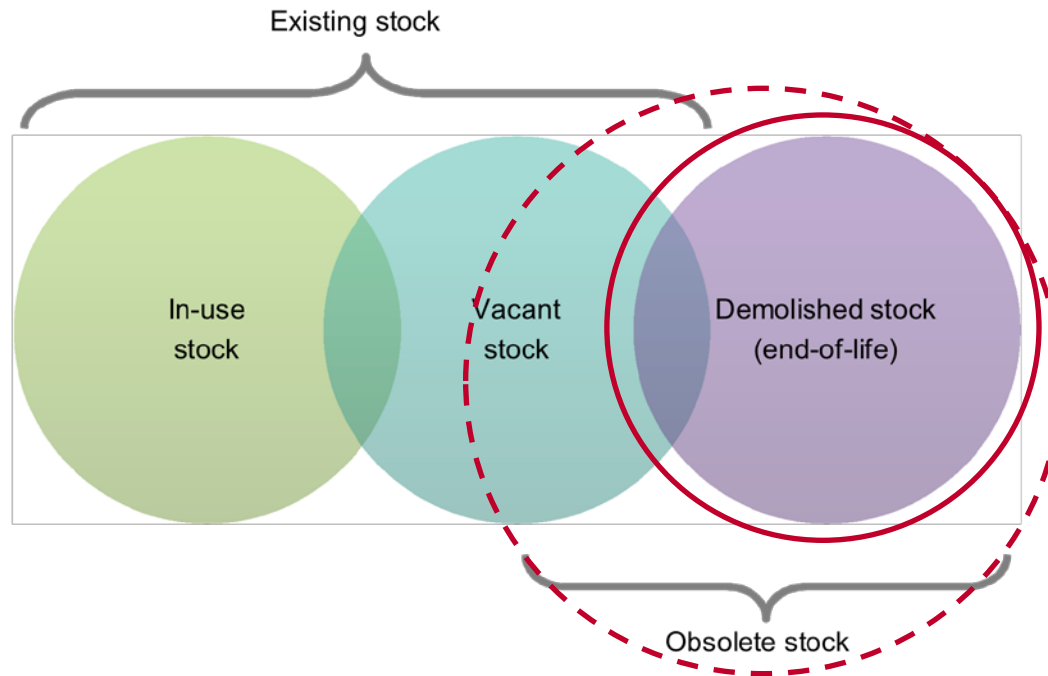 Existing stock
In-use
stock
Vacant
stock
Demolished stock
(end-of-life)
Obsolete stock